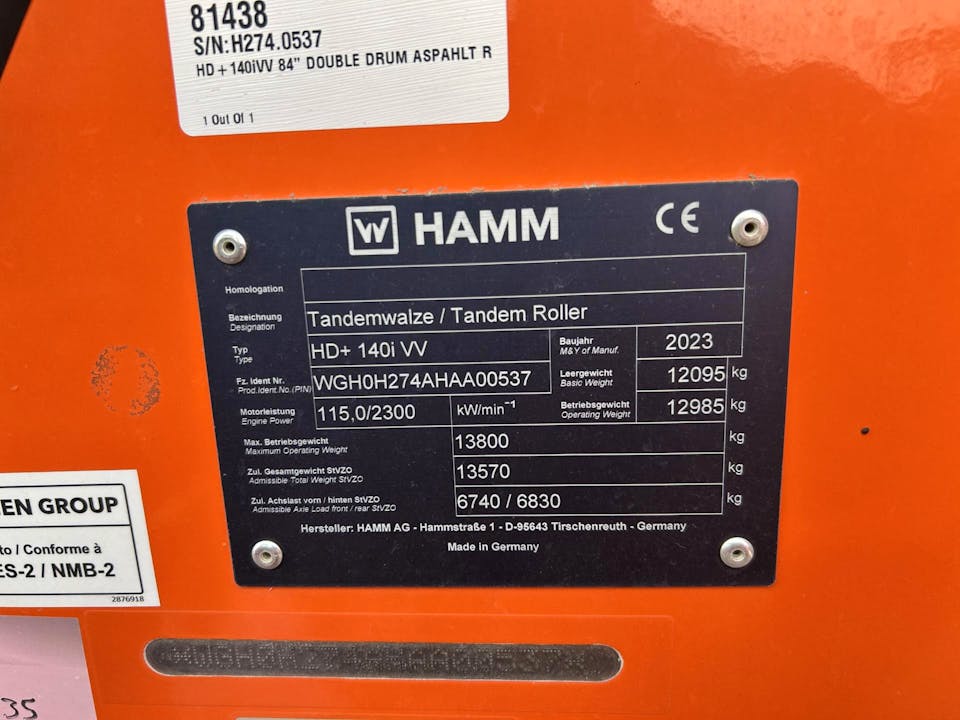 81438
S/N:H274.0537
HD+140iVV 84" DOUBLE DRUM ASPAHLT R
1 Out Of 1
W HAMM CE
Homologation
Bezeichnung
Designation
Tandemwalze / Tandem Roller
Typ
Type
HD+ 140i VV
Baujahr
M&Y of Manuf.
2023
Fz. Ident Nr.
Prod.Ident.No.(PIN)
WGH0H274AHAA00537
Leergewicht
Basic Weight
12095 kg
Motorleistung
Engine Power
115,0/2300 kW/min⁻¹
Betriebsgewicht
Operating Weight
12985 kg
Max. Betriebsgewicht
Maximum Operating Weight
13800 kg
Zul. Gesamtgewicht StVZO
Admissible Total Weight StVZO
13570 kg
Zul. Achslast vorn / hinten StVZO
Admissible Axle Load front / rear StVZO
6740 / 6830 kg
Hersteller: HAMM AG - Hammstraße 1 - D-95643 Tirschenreuth - Germany
Made in Germany
EN GROUP
to / Conforme à
ES-2 / NMB-2
2876918
35